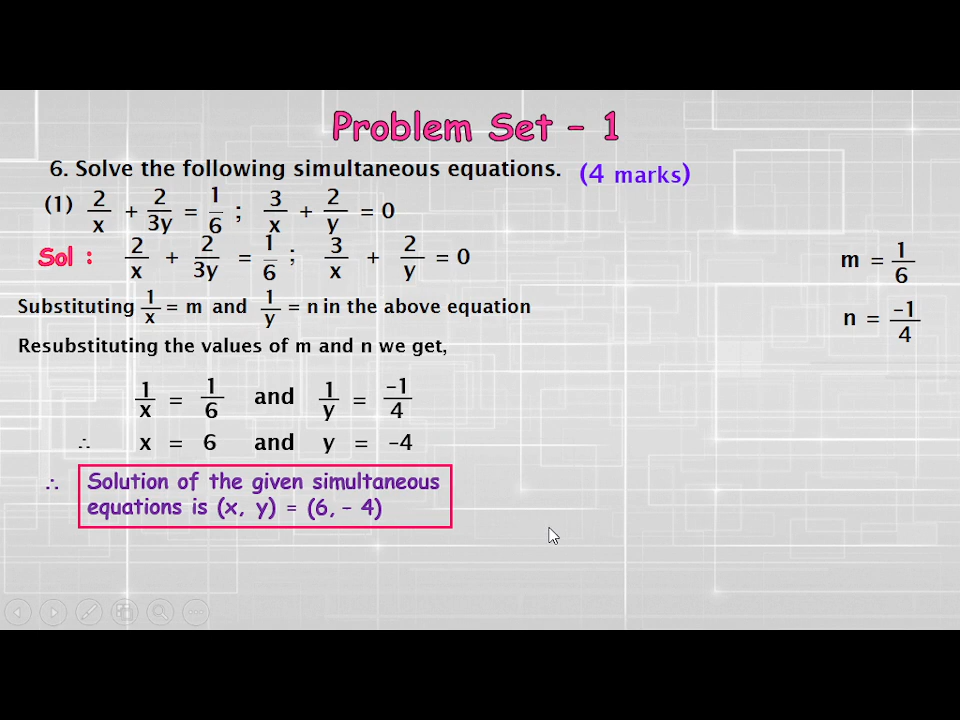 Problem Set – 1
6. Solve the following simultaneous equations. (4 marks)
(1) 2/x + 2/3y = 1/6 ; 3/x + 2/y = 0
Sol : 2/x + 2/3y = 1/6 ; 3/x + 2/y = 0
m = 1/6
Substituting 1/x = m and 1/y = n in the above equation
n = –1/4
Resubstituting the values of m and n we get,
1/x = 1/6 and 1/y = –1/4
∴ x = 6 and y = –4
∴ Solution of the given simultaneous
equations is (x, y) = (6, – 4)